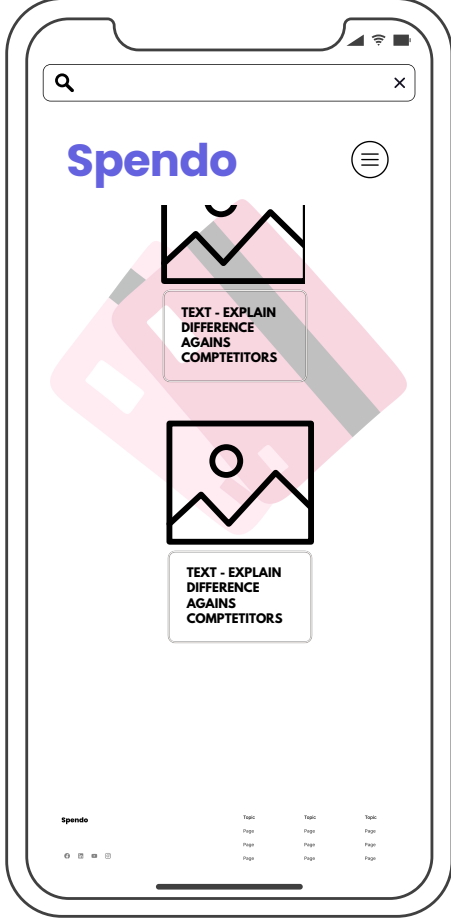 Spendo
TEXT - EXPLAIN
DIFFERENCE
AGAINS
COMPTETITORS
TEXT - EXPLAIN
DIFFERENCE
AGAINS
COMPTETITORS
Spendo
Topic Topic Topic
Page Page Page
Page Page Page
Page Page Page